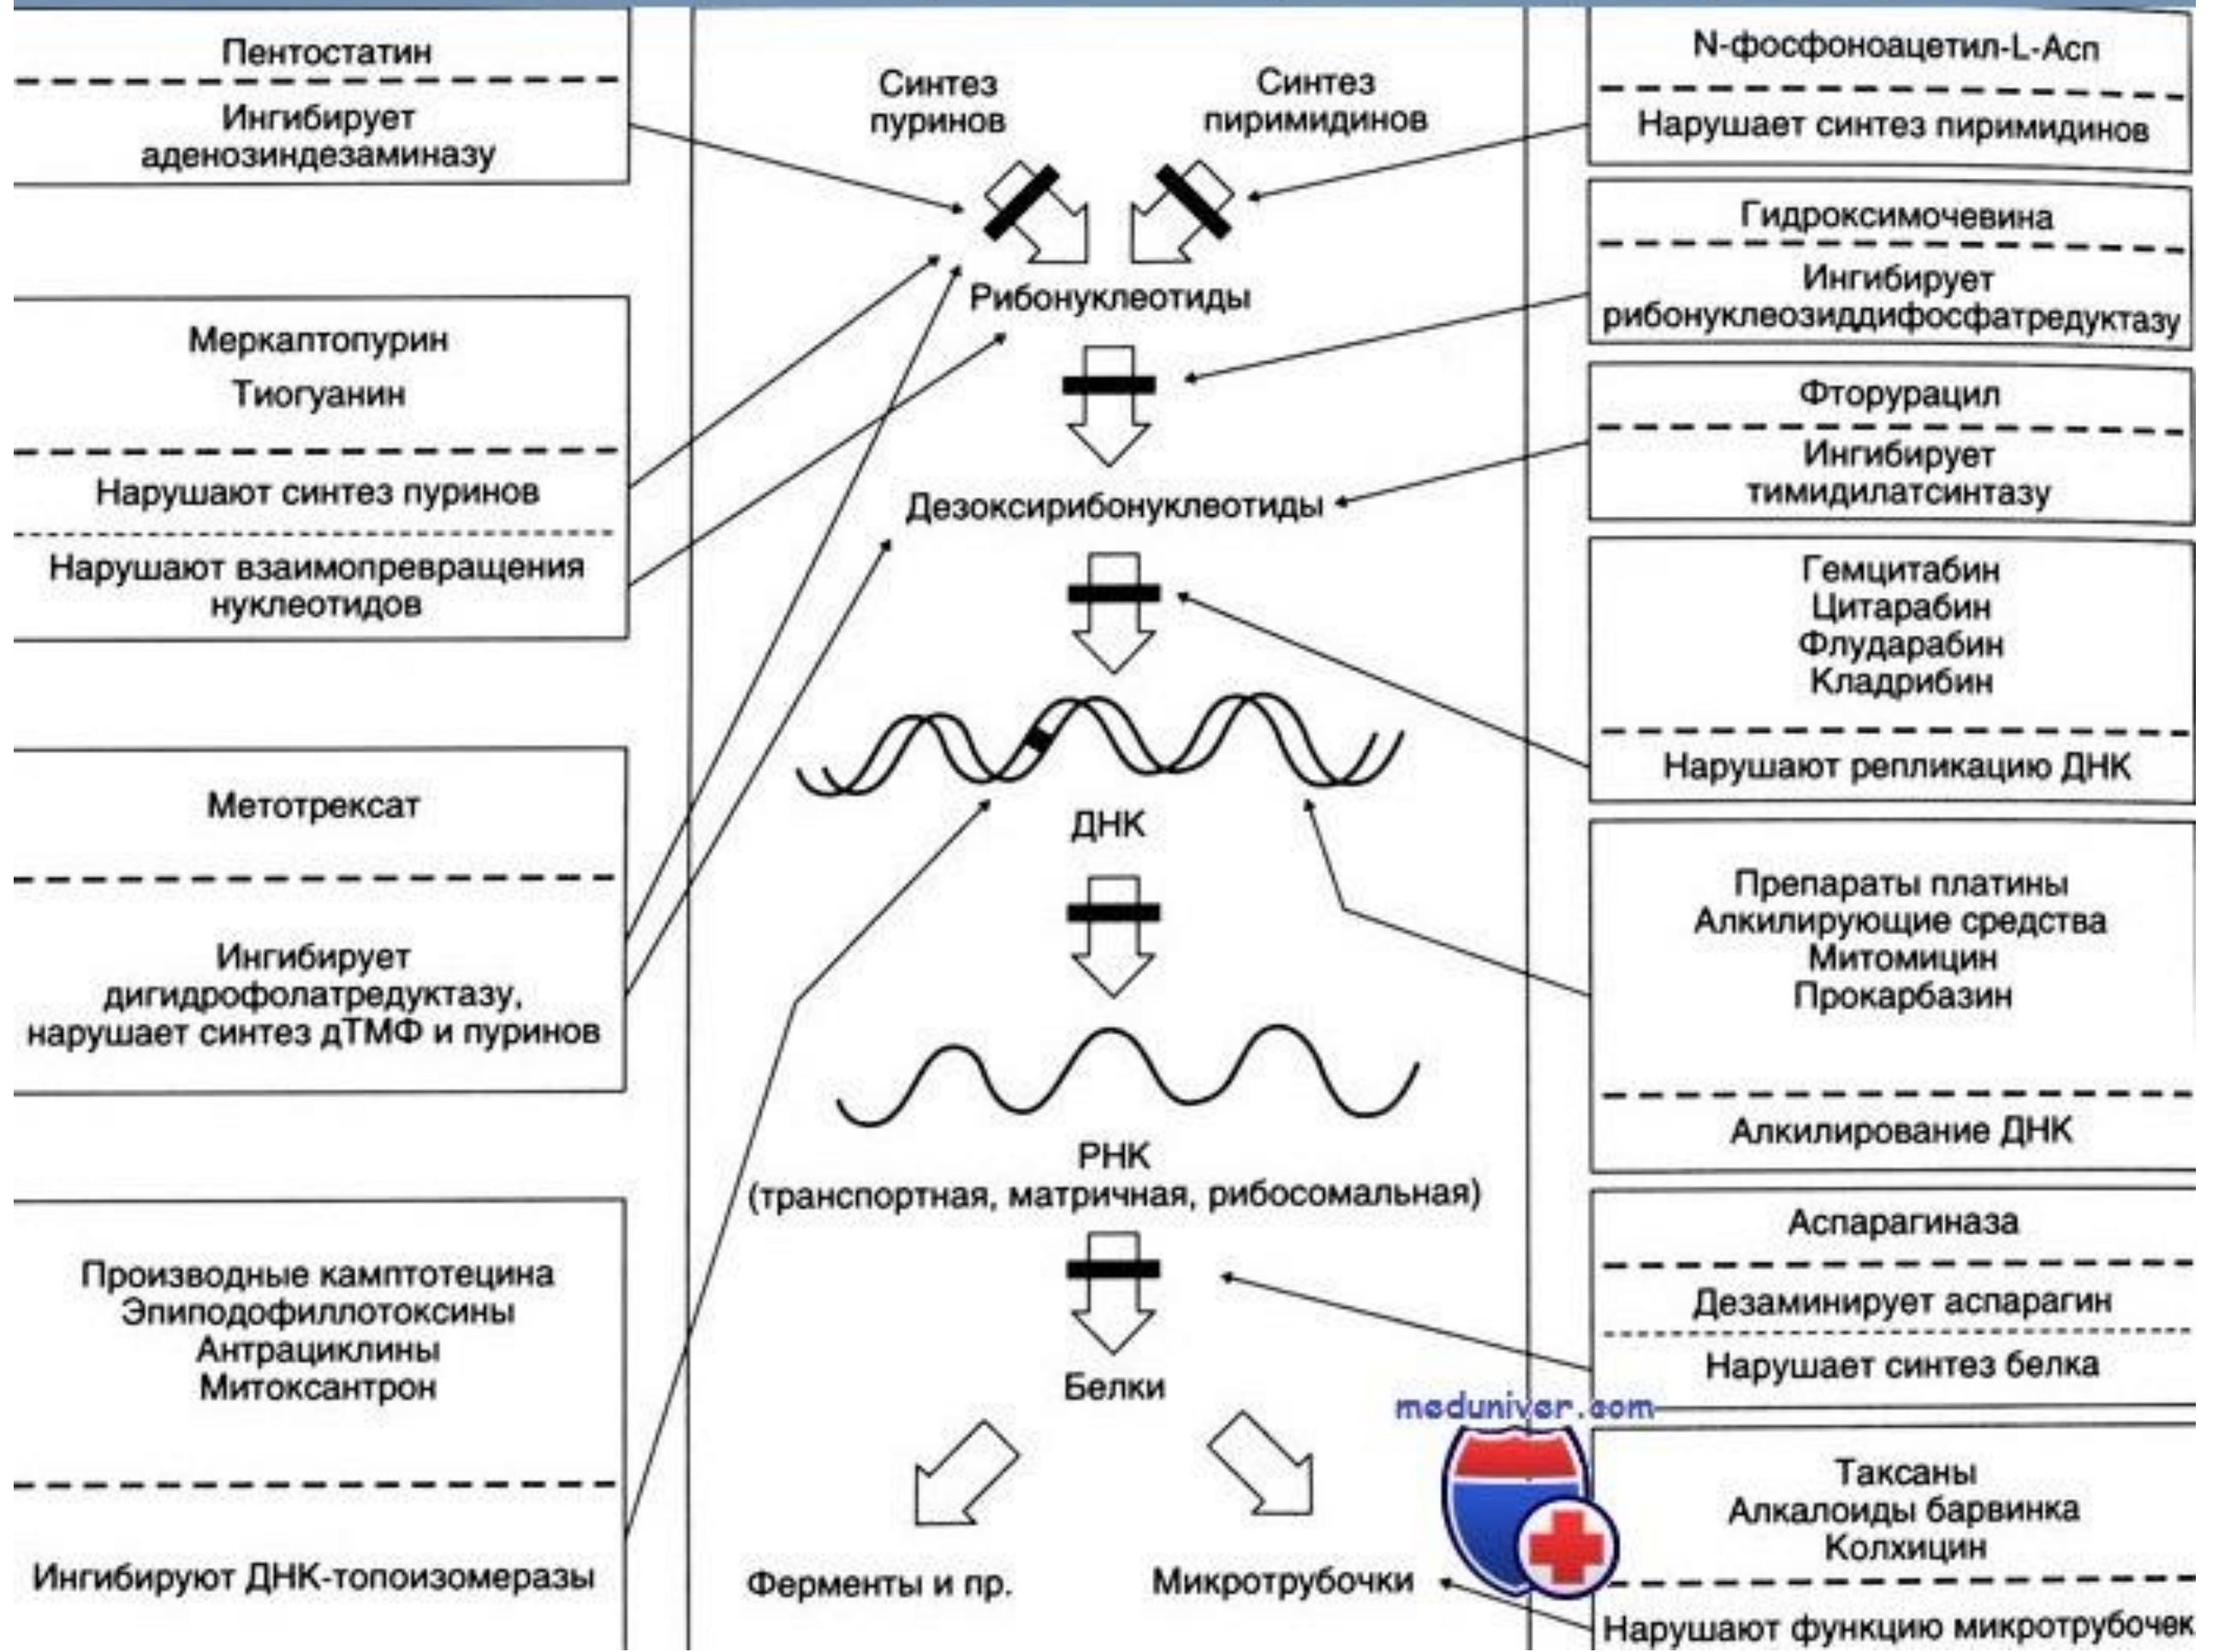 Пентостатин
Ингибирует
аденозиндезаминазу
Меркаптопурин
Тиогуанин
Нарушают синтез пуринов
Нарушают взаимопревращения
нуклеотидов
Метотрексат
Ингибирует
дигидрофолатредуктазу,
нарушает синтез дТМФ и пуринов
Производные камптотецина
Эпиподофиллотоксины
Антрациклины
Митоксантрон
Ингибируют ДНК-топоизомеразы
Синтез
пуринов
Синтез
пиримидинов
Рибонуклеотиды
Дезоксирибонуклеотиды
ДНК
РНК
(транспортная, матричная, рибосомальная)
Белки
Ферменты и пр.
Микротрубочки
N-фосфоноацетил-L-Асп
Нарушает синтез пиримидинов
Гидроксимочевина
Ингибирует
рибонуклеозиддифосфатредуктазу
Фторурацил
Ингибирует
тимидилатсинтазу
Гемцитабин
Цитарабин
Флударабин
Кладрибин
Нарушают репликацию ДНК
Препараты платины
Алкилирующие средства
Митомицин
Прокарбазин
Алкилирование ДНК
Аспарагиназа
Дезаминирует аспарагин
Нарушает синтез белка
meduniver.com
Таксаны
Алкалоиды барвинка
Колхицин
Нарушают функцию микротрубочек